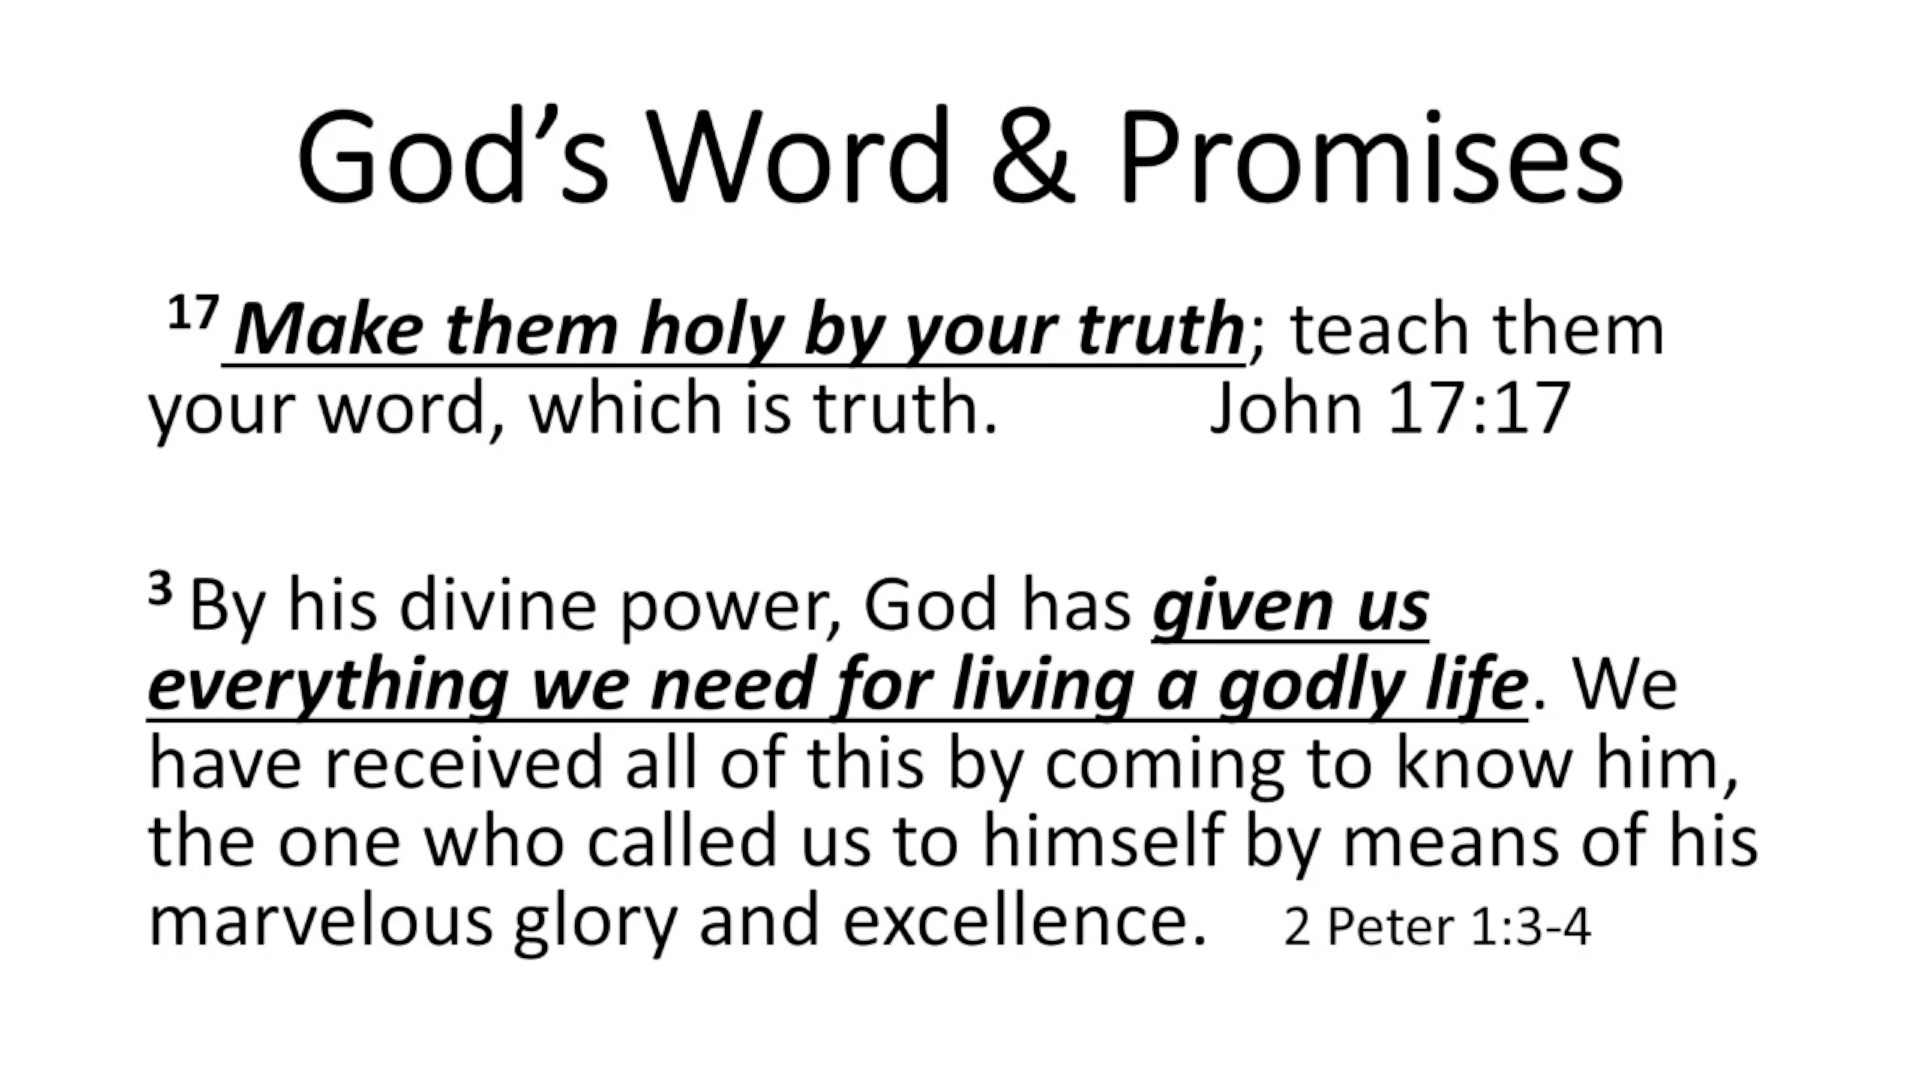 God’s Word & Promises
17 Make them holy by your truth; teach them
your word, which is truth. John 17:17
3 By his divine power, God has given us
everything we need for living a godly life. We
have received all of this by coming to know him,
the one who called us to himself by means of his
marvelous glory and excellence. 2 Peter 1:3-4